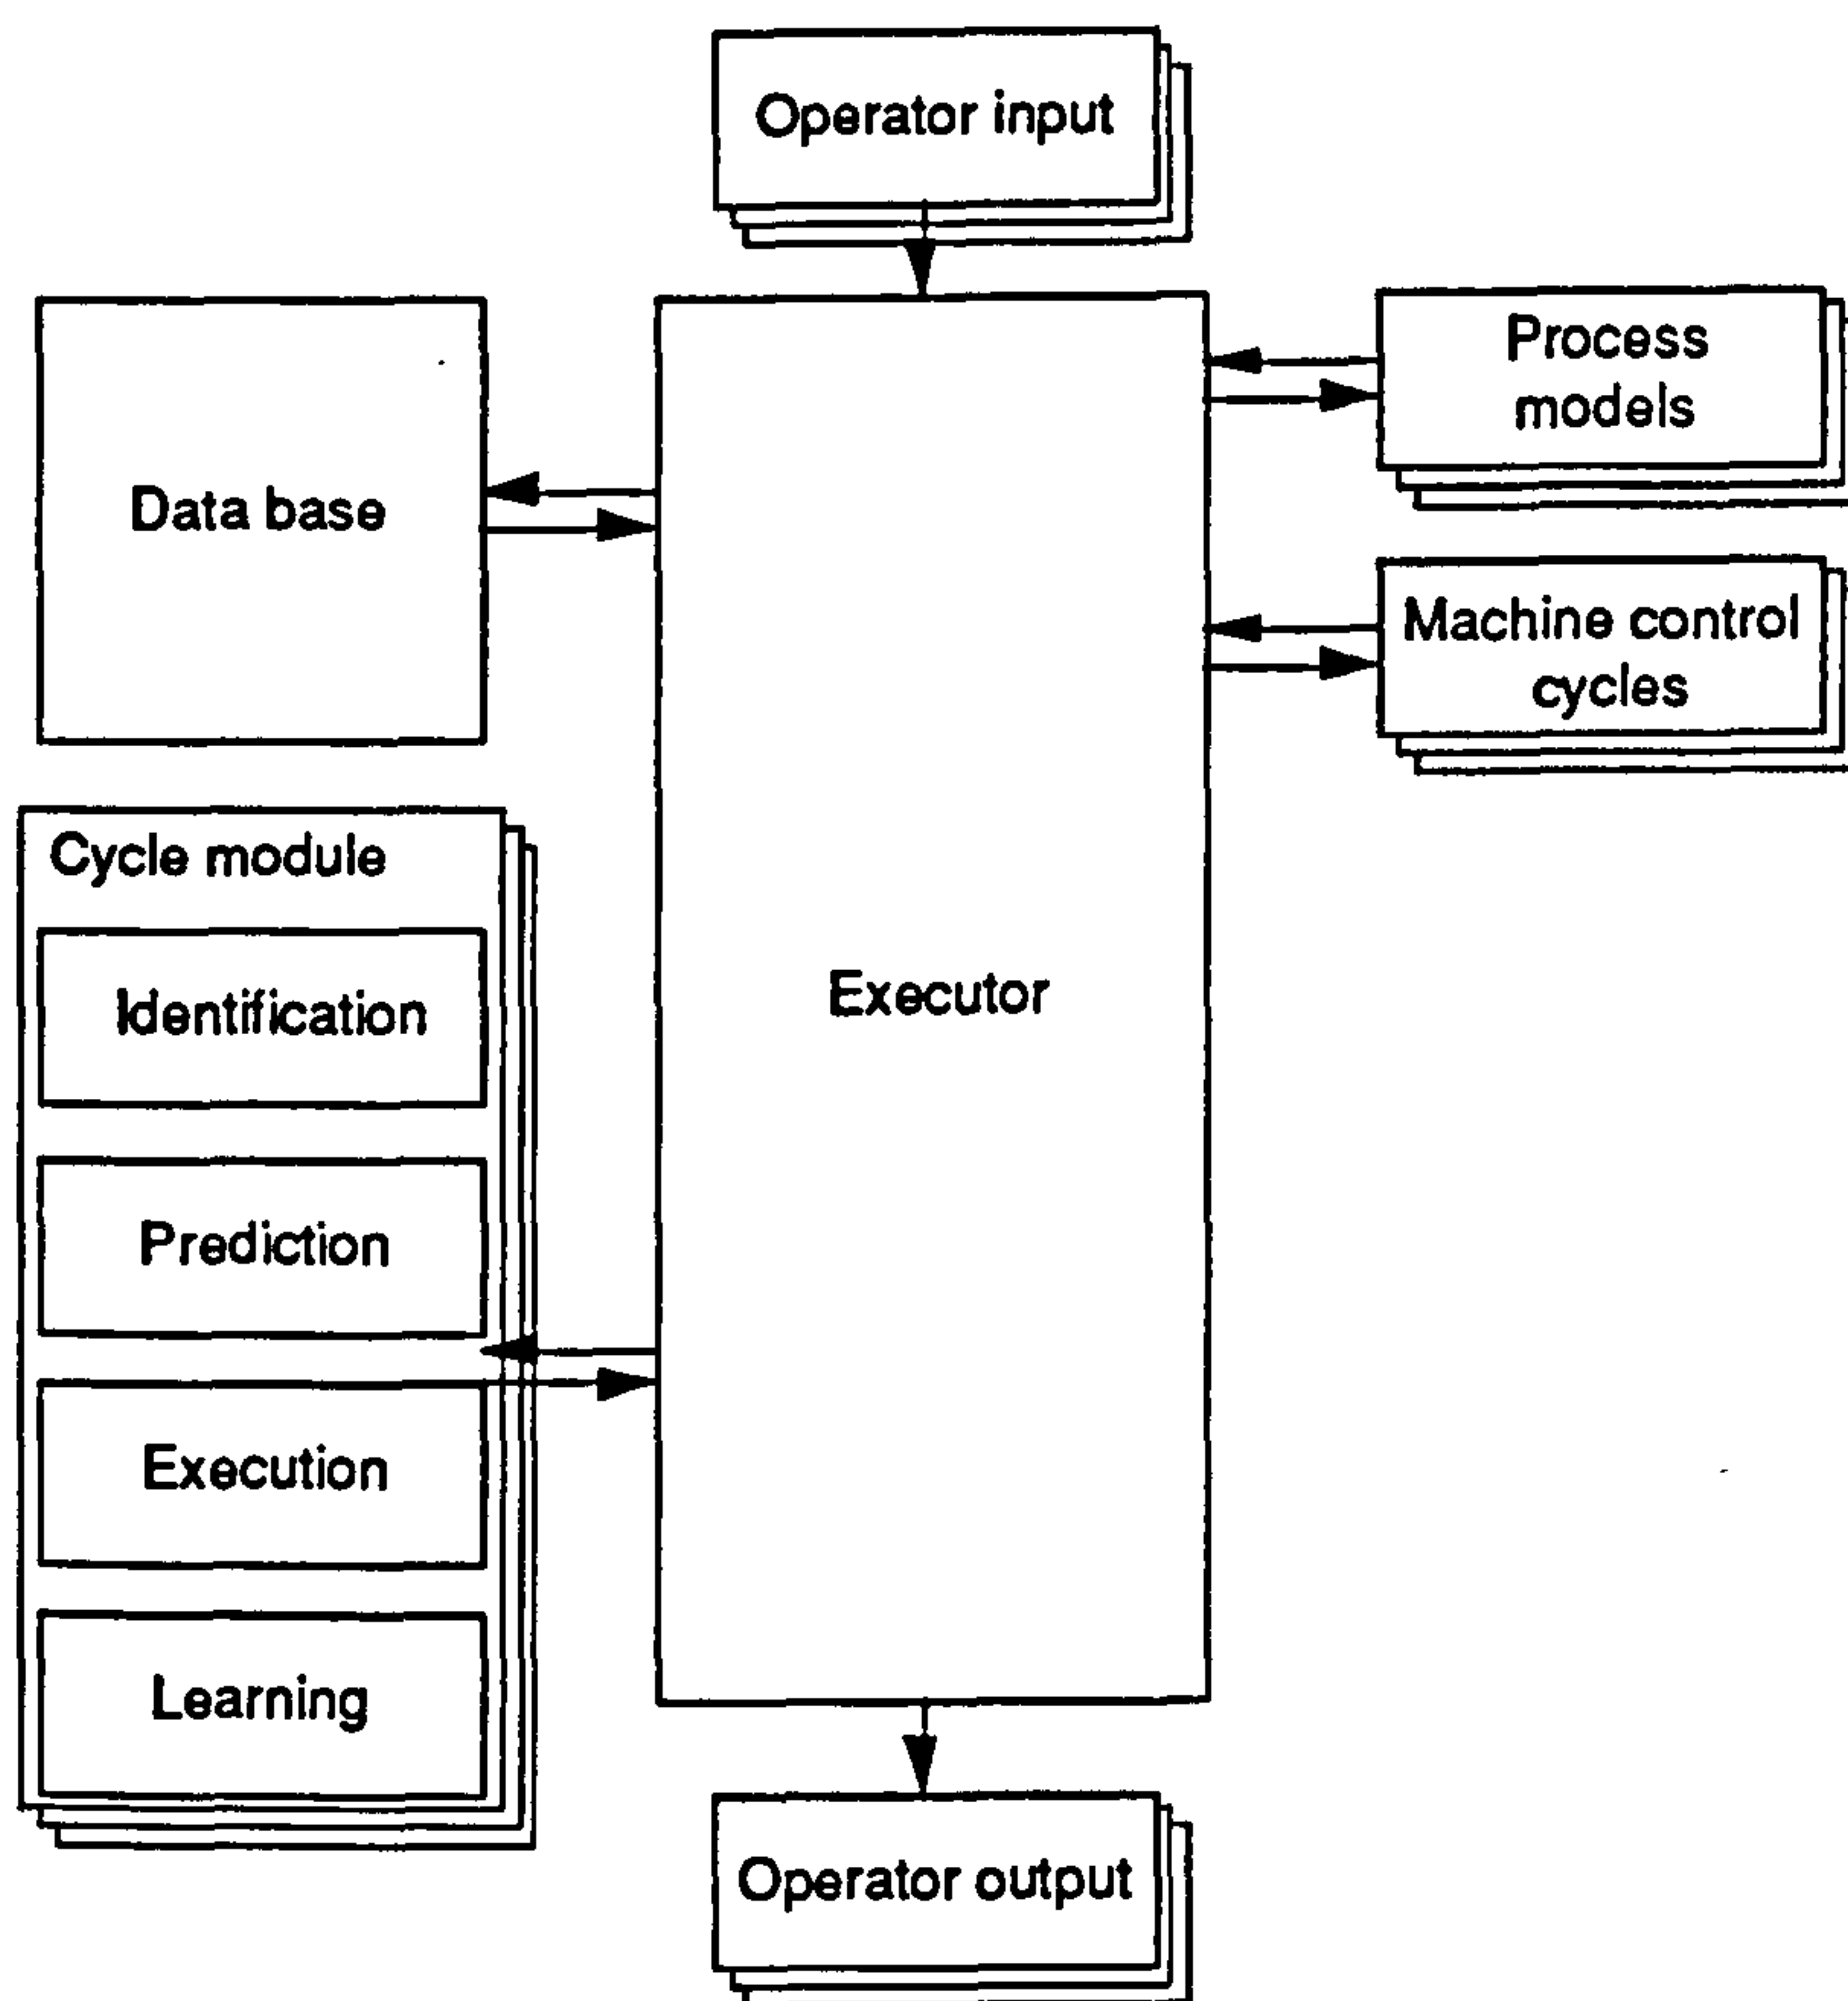 Operator input
Process
models
Data base
Machine control
cycles
Cycle module
Identification
Executor
Prediction
Execution
Learning
Operator output